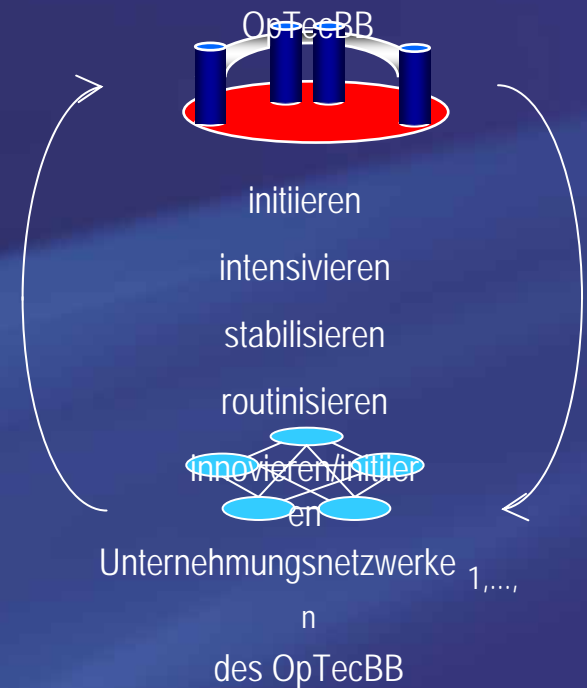 OpTecBB
initiieren
intensivieren
stabilisieren
routinisieren
innovieren/initiier
en
Unternehmungsnetzwerke 1,...,
n
des OpTecBB